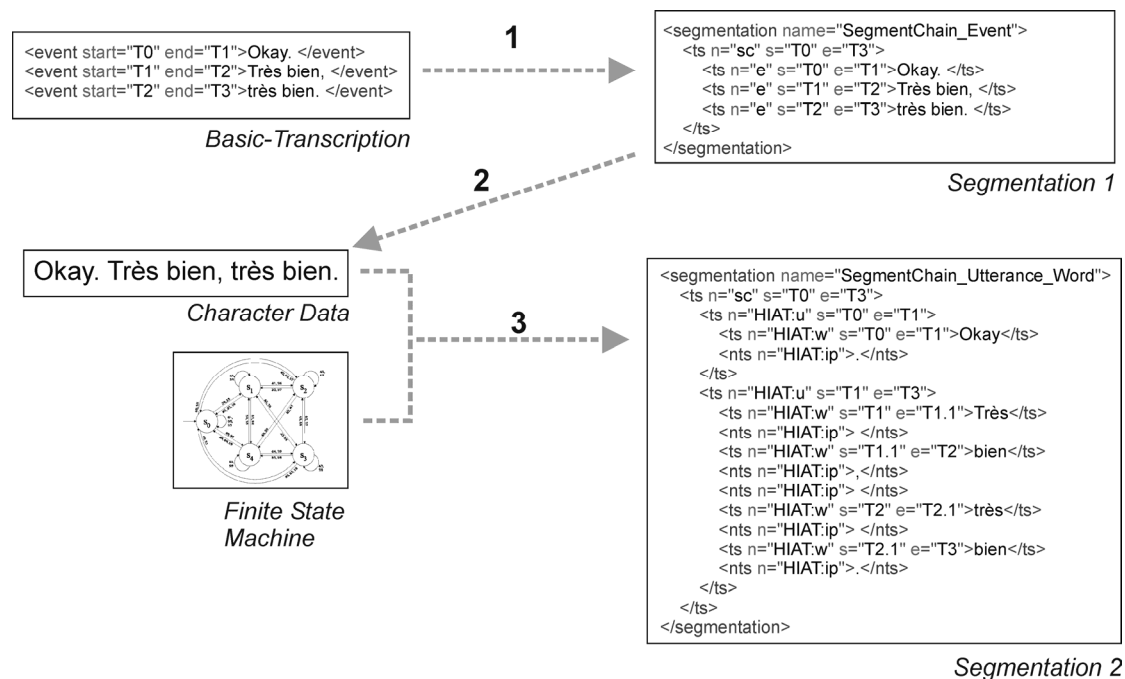 <event start="T0" end="T1">Okay. </event>
<event start="T1" end="T2">Très bien, </event>
<event start="T2" end="T3">très bien. </event>
Basic-Transcription
1
<segmentation name="SegmentChain_Event">
<ts n="sc" s="T0" e="T3">
<ts n="e" s="T0" e="T1">Okay. </ts>
<ts n="e" s="T1" e="T2">Très bien, </ts>
<ts n="e" s="T2" e="T3">très bien. </ts>
</ts>
</segmentation>
Segmentation 1
2
Okay. Très bien, très bien.
Character Data
3
S0
S1
S2
S3
S4
Finite State
Machine
<segmentation name="SegmentChain_Utterance_Word">
<ts n="sc" s="T0" e="T3">
<ts n="HIAT:u" s="T0" e="T1">
<ts n="HIAT:w" s="T0" e="T1">Okay</ts>
<nts n="HIAT:ip">.</nts>
</ts>
<ts n="HIAT:u" s="T1" e="T3">
<ts n="HIAT:w" s="T1" e="T1.1">Très</ts>
<nts n="HIAT:ip"> </nts>
<ts n="HIAT:w" s="T1.1" e="T2">bien</ts>
<nts n="HIAT:ip">,</nts>
<nts n="HIAT:ip"> </nts>
<ts n="HIAT:w" s="T2" e="T2.1">très</ts>
<nts n="HIAT:ip"> </nts>
<ts n="HIAT:w" s="T2.1" e="T3">bien</ts>
<nts n="HIAT:ip">.</nts>
</ts>
</ts>
</segmentation>
Segmentation 2